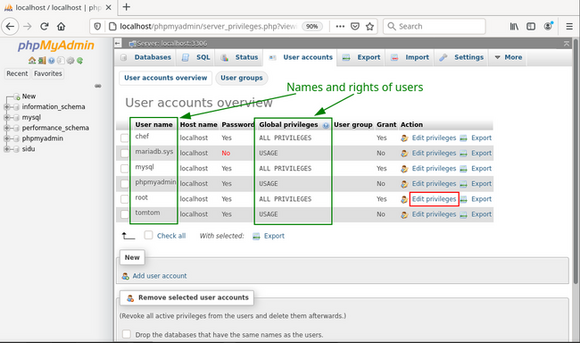 localhost / localhost | ph
localhost/phpmyadmin/server_privileges.php?view
90%
Search
phpMyAdmin
Recent Favorites
New
information_schema
mysql
performance_schema
phpmyadmin
sidu
Server: localhost:3306
Databases SQL Status User accounts Export Import Settings More
User accounts overview User groups
Names and rights of users
User accounts overview
User name Host name Password Global privileges User group Grant Action
chef localhost Yes ALL PRIVILEGES Yes Edit privileges Export
mariadb.sys localhost No USAGE No Edit privileges Export
mysql localhost Yes ALL PRIVILEGES Yes Edit privileges Export
phpmyadmin localhost Yes USAGE No Edit privileges Export
root localhost Yes ALL PRIVILEGES Yes Edit privileges Export
tomtom localhost Yes USAGE No Edit privileges Export
Check all With selected: Export
New
Add user account
Remove selected user accounts
(Revoke all active privileges from the users and delete them afterwards.)
Drop the databases that have the same names as the users.